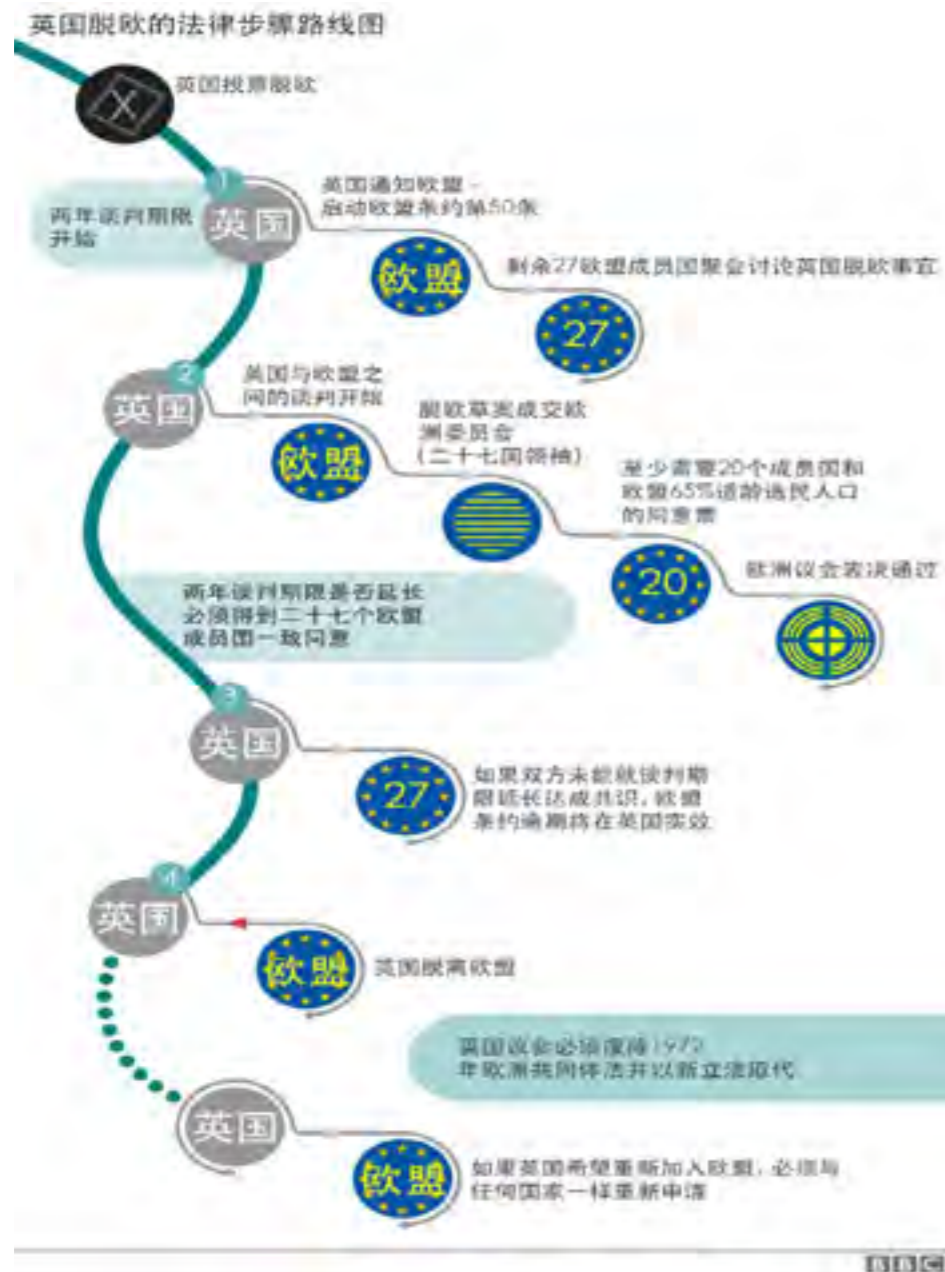 英国脱欧的法律步骤路线图
英国投票脱欧
1
英国
两年谈判期限
开始
英国通知欧盟 -
启动欧盟条约第50条
欧盟
剩余27欧盟成员国聚会讨论英国脱欧事宜
27
2
英国
英国与欧盟之
间的谈判开始
欧盟
脱欧草案成交欧
洲委员会
(二十七国领袖)
至少需要20个成员国和
欧盟65%适龄选民人口
的同意票
20
欧洲议会表决通过
两年谈判期限是否延长
必须得到二十七个欧盟
成员国一致同意
3
英国
27
如果双方未能就谈判期
限延长达成共识，欧盟
条约逾期将在英国实效
4
英国
欧盟
英国脱离欧盟
英国议会必须废除1972
年欧洲共同体法并以新立法取代
英国
欧盟
如果英国希望重新加入欧盟，必须与
任何国家一样重新申请
BBC